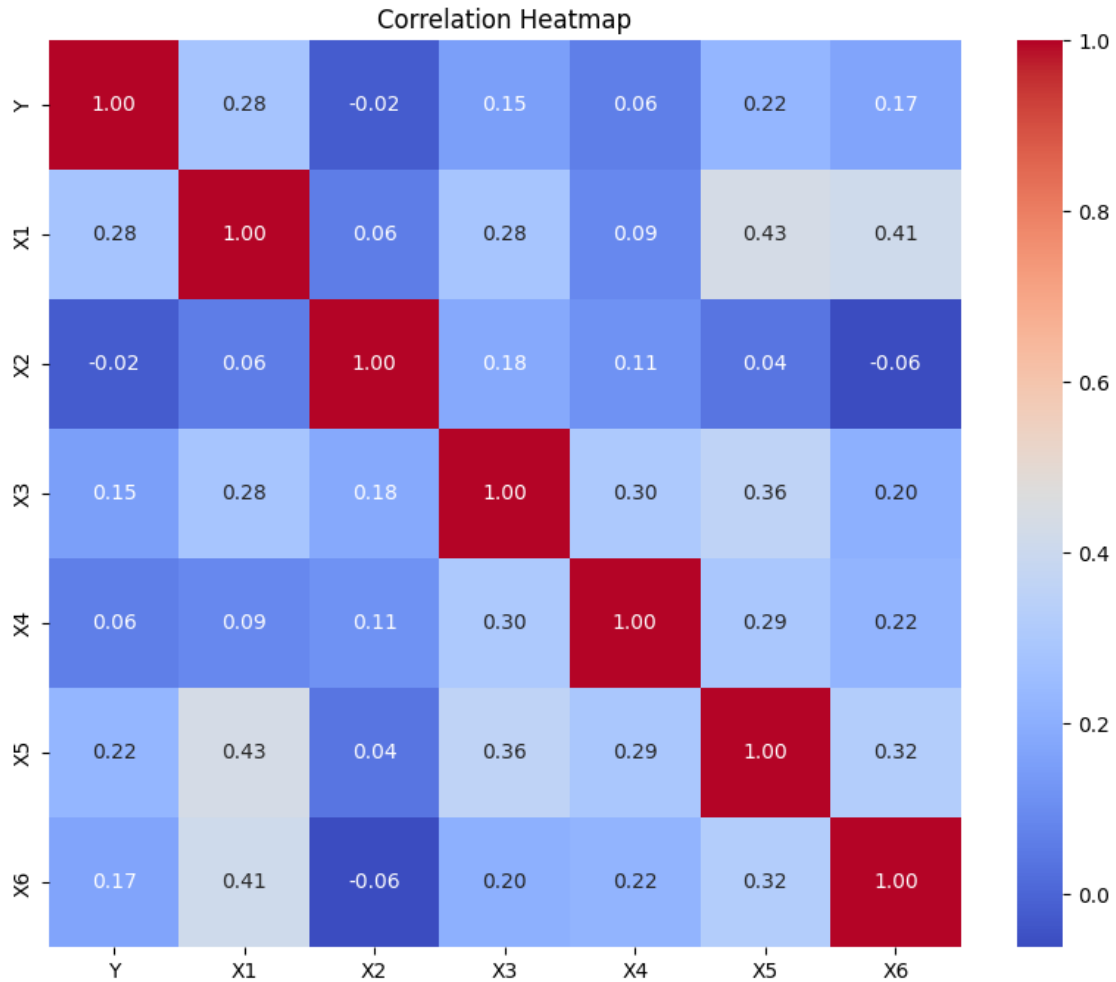 Correlation Heatmap
Y 1.00 0.28 -0.02 0.15 0.06 0.22 0.17
X1 0.28 1.00 0.06 0.28 0.09 0.43 0.41
X2 -0.02 0.06 1.00 0.18 0.11 0.04 -0.06
X3 0.15 0.28 0.18 1.00 0.30 0.36 0.20
X4 0.06 0.09 0.11 0.30 1.00 0.29 0.22
X5 0.22 0.43 0.04 0.36 0.29 1.00 0.32
X6 0.17 0.41 -0.06 0.20 0.22 0.32 1.00
Y X1 X2 X3 X4 X5 X6
1.0
0.8
0.6
0.4
0.2
0.0